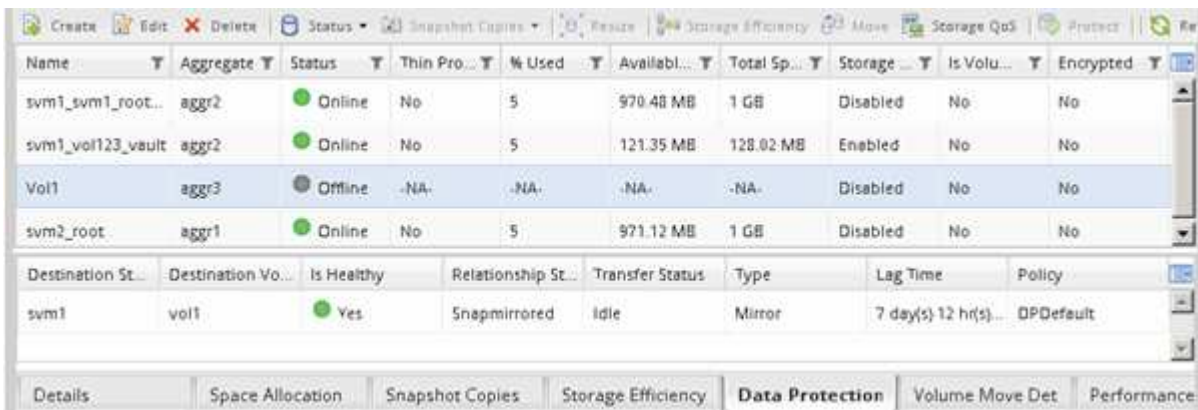 Create Edit Delete Status Snapshot Copies Resize Storage Efficiency Move Storage QoS Protect Re
Name Aggregate Status Thin Pro... % Used Availabl... Total Sp... Storage ... Is Volu... Encrypted
svm1_svm1_root... aggr2 Online No 5 970.48 MB 1 GB Disabled No No
svm1_vol123_vault aggr2 Online No 5 121.35 MB 128.02 MB Enabled No No
Vol1 aggr3 Offline -NA- -NA- -NA- -NA- Disabled No No
svm2_root aggr1 Online No 5 971.12 MB 1 GB Disabled No No
Destination St... Destination Vo... Is Healthy Relationship St... Transfer Status Type Lag Time Policy
svm1 vol1 Yes Snapmirrored Idle Mirror 7 day(s) 12 hr(s)... DPDefault
Details Space Allocation Snapshot Copies Storage Efficiency Data Protection Volume Move Det Performance